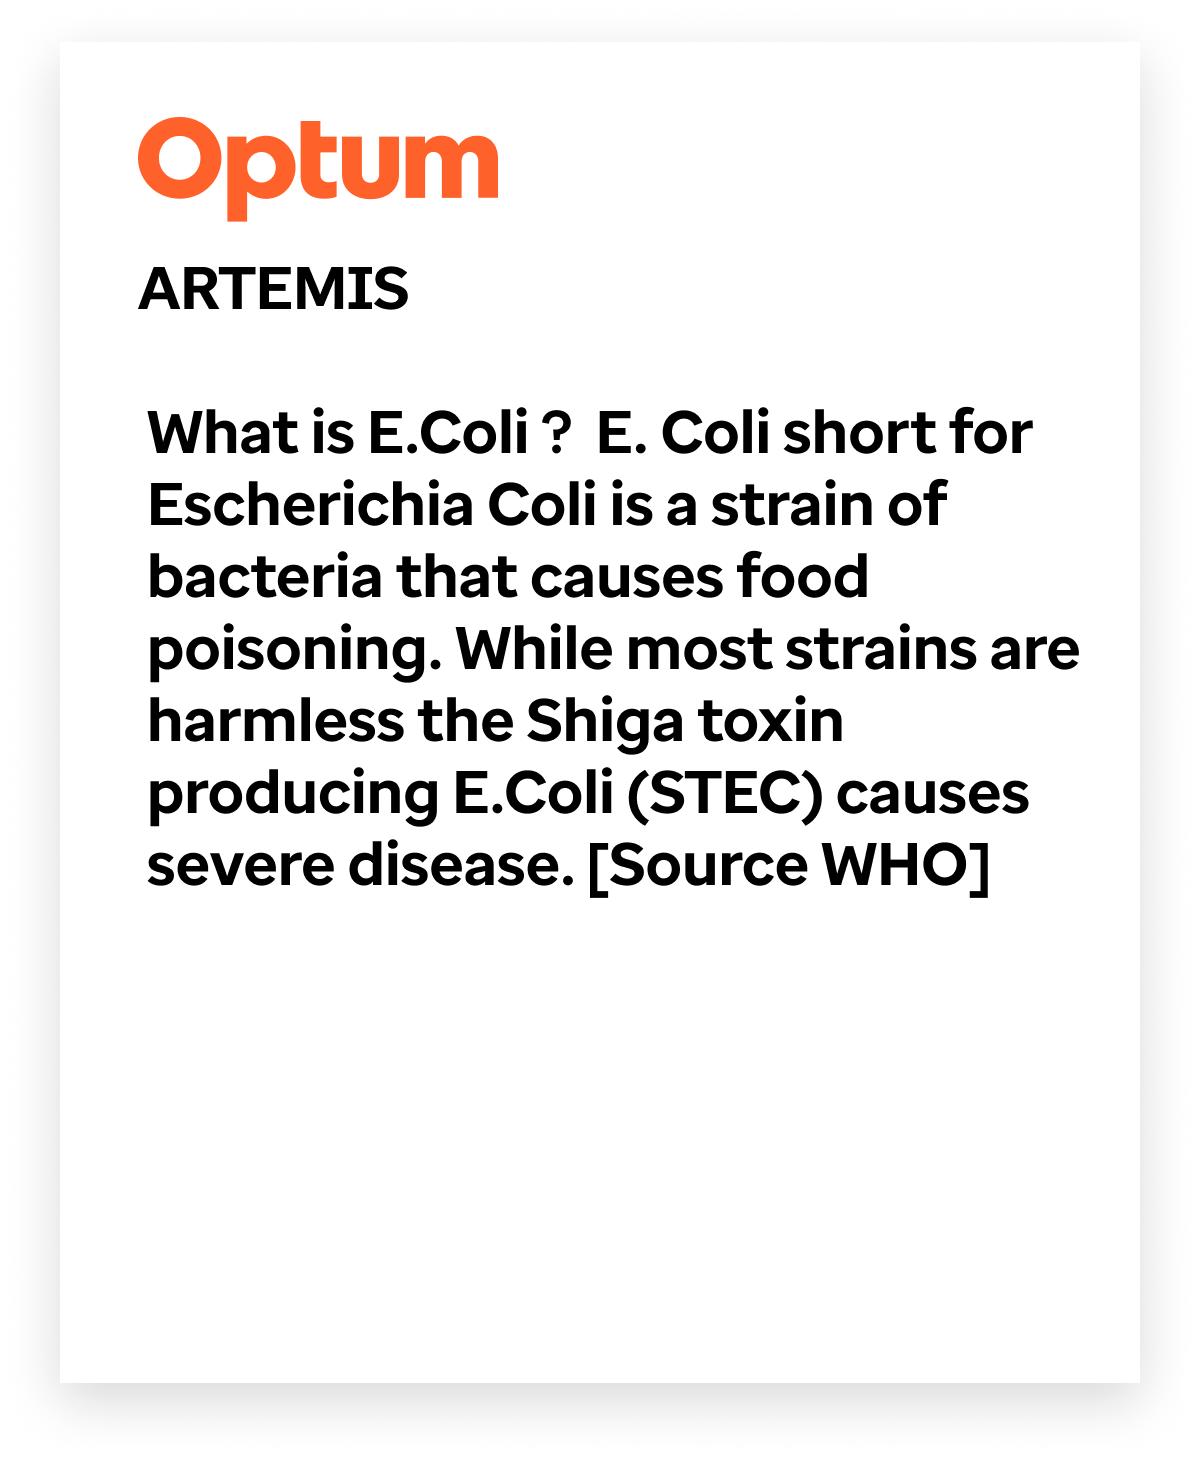 Optum
ARTEMIS
What is E.Coli ? E. Coli short for
Escherichia Coli is a strain of
bacteria that causes food
poisoning. While most strains are
harmless the Shiga toxin
producing E.Coli (STEC) causes
severe disease. [Source WHO]